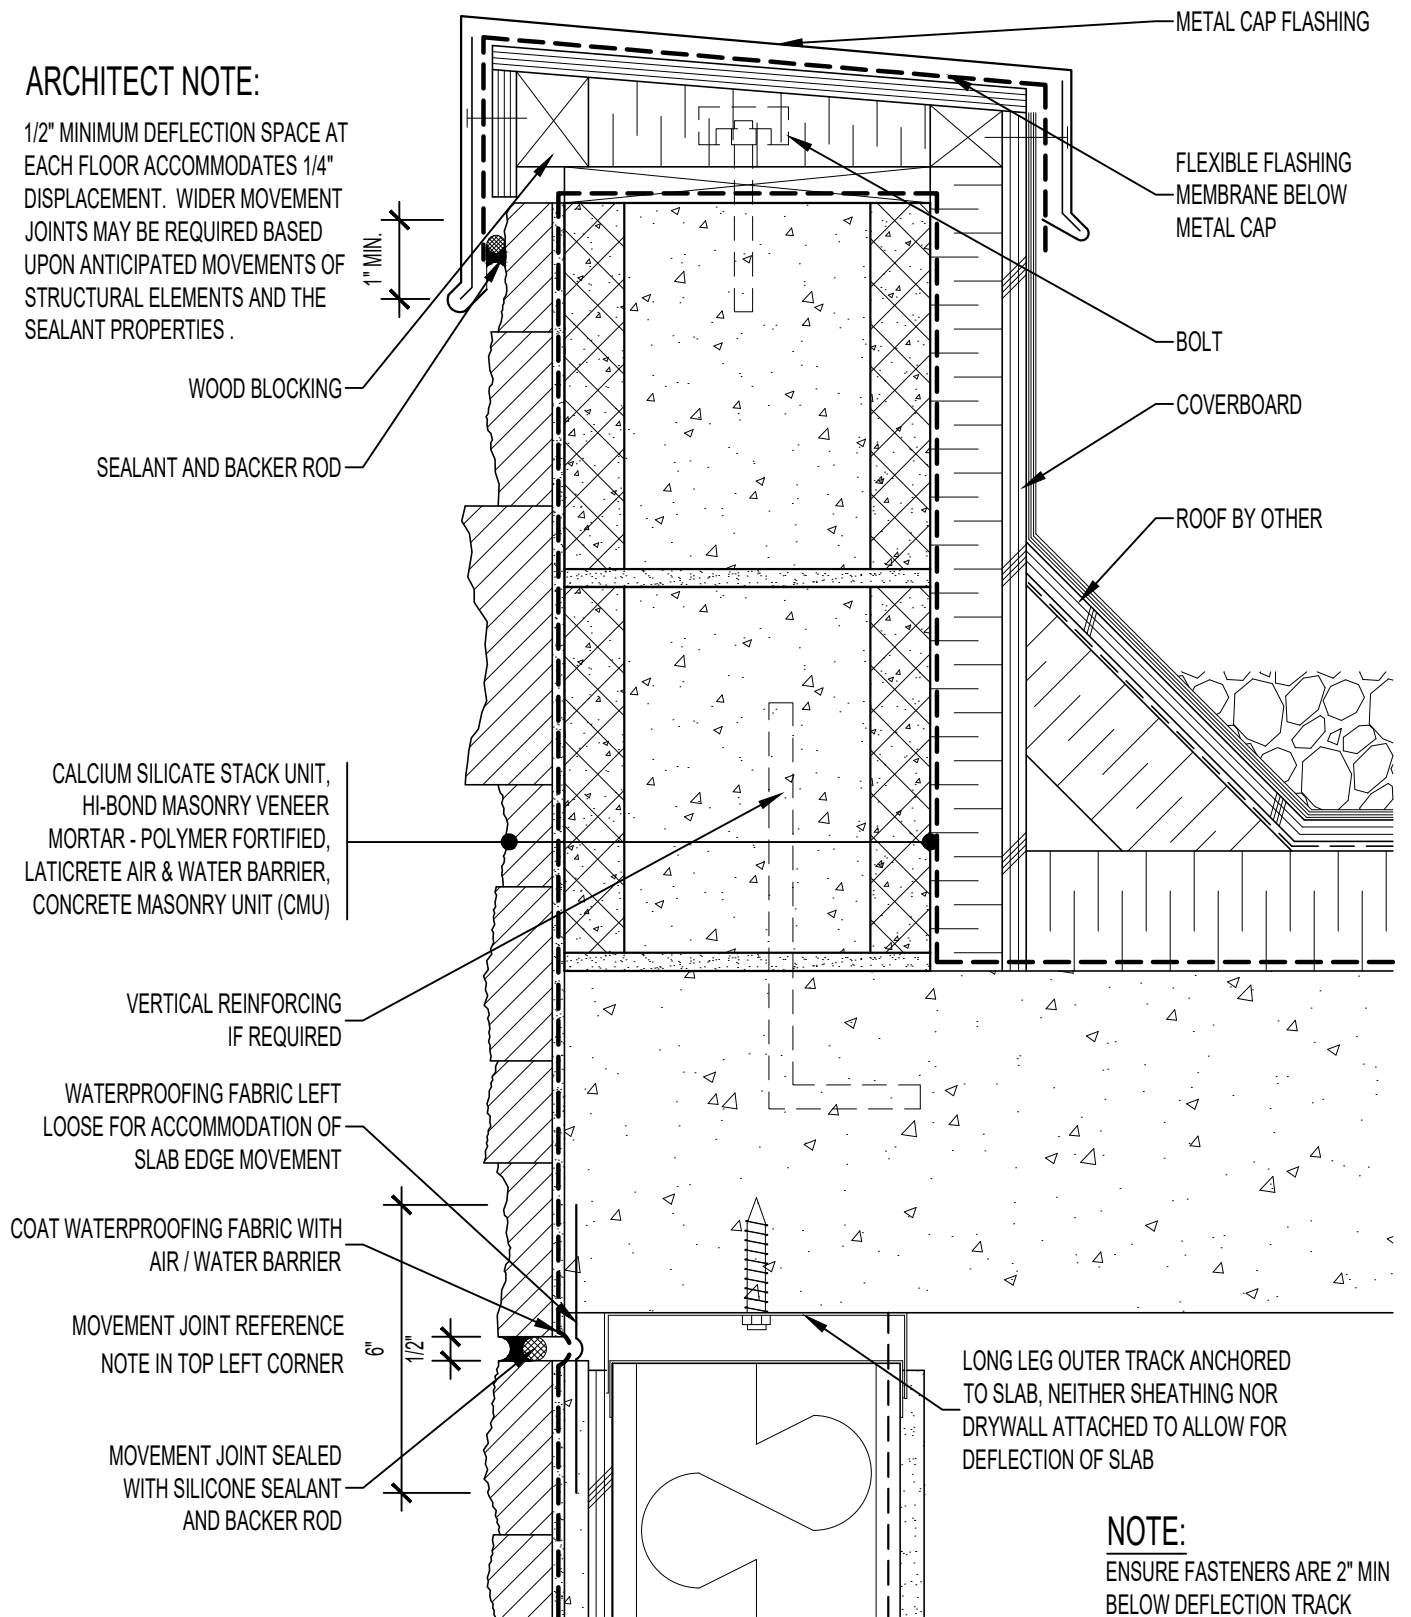 ARCHITECT NOTE:
1/2" MINIMUM DEFLECTION SPACE AT
EACH FLOOR ACCOMMODATES 1/4"
DISPLACEMENT. WIDER MOVEMENT
JOINTS MAY BE REQUIRED BASED
UPON ANTICIPATED MOVEMENTS OF
STRUCTURAL ELEMENTS AND THE
SEALANT PROPERTIES .
1" MIN.
WOOD BLOCKING
SEALANT AND BACKER ROD
CALCIUM SILICATE STACK UNIT,
HI-BOND MASONRY VENEER
MORTAR - POLYMER FORTIFIED,
LATICRETE AIR & WATER BARRIER,
CONCRETE MASONRY UNIT (CMU)
VERTICAL REINFORCING
IF REQUIRED
WATERPROOFING FABRIC LEFT
LOOSE FOR ACCOMMODATION OF
SLAB EDGE MOVEMENT
COAT WATERPROOFING FABRIC WITH
AIR / WATER BARRIER
MOVEMENT JOINT REFERENCE
NOTE IN TOP LEFT CORNER
6"
1/2"
MOVEMENT JOINT SEALED
WITH SILICONE SEALANT
AND BACKER ROD
METAL CAP FLASHING
FLEXIBLE FLASHING
MEMBRANE BELOW
METAL CAP
BOLT
COVERBOARD
ROOF BY OTHER
LONG LEG OUTER TRACK ANCHORED
TO SLAB, NEITHER SHEATHING NOR
DRYWALL ATTACHED TO ALLOW FOR
DEFLECTION OF SLAB
NOTE:
ENSURE FASTENERS ARE 2" MIN
BELOW DEFLECTION TRACK